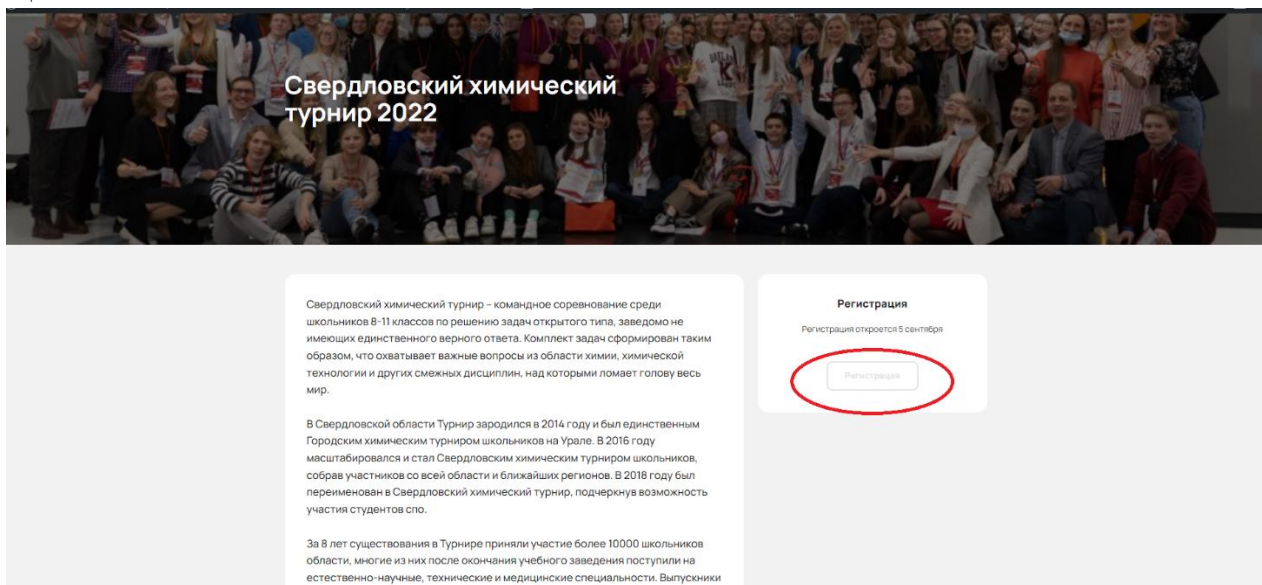 Свердловский химический
турнир 2022
Свердловский химический турнир – командное соревнование среди
школьников 8-11 классов по решению задач открытого типа, заведомо не
имеющих единственного верного ответа. Комплект задач сформирован таким
образом, что охватывает важные вопросы из области химии, химической
технологии и других смежных дисциплин, над которыми ломает голову весь
мир.
В Свердловской области Турнир зародился в 2014 году и был единственным
Городским химическим турниром школьников на Урале. В 2016 году
масштабировался и стал Свердловским химическим турниром школьников,
собрав участников со всей области и ближайших регионов. В 2018 году был
переименован в Свердловский химический турнир, подчеркнув возможность
участия студентов спо.
За 8 лет существования в Турнире приняли участие более 10000 школьников
области, многие из них после окончания учебного заведения поступили на
естественно-научные, технические и медицинские специальности. Выпускники
Регистрация
Регистрация откроется 5 сентября
Регистрация